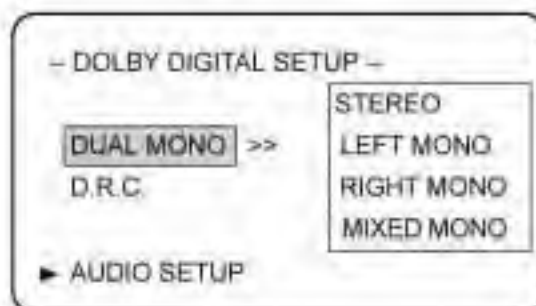 – DOLBY DIGITAL SETUP –
STEREO
DUAL MONO >> LEFT MONO
D.R.C. RIGHT MONO
MIXED MONO
► AUDIO SETUP